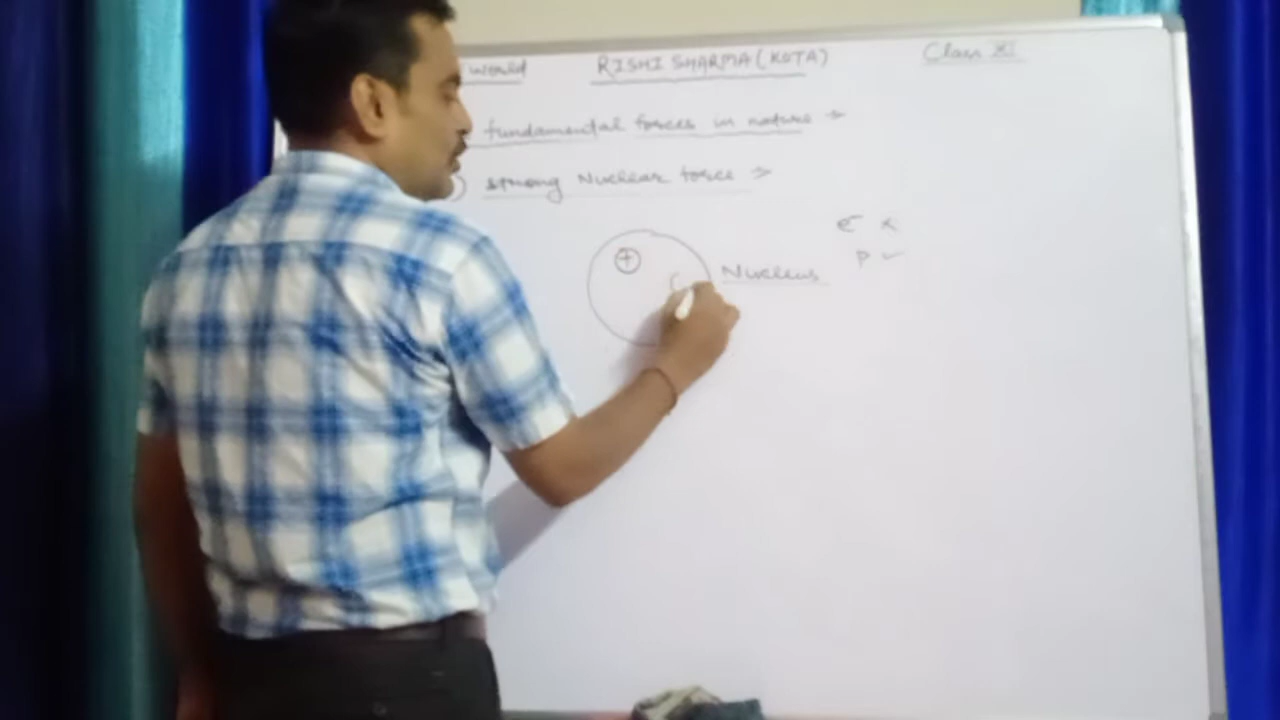 world RISHI SHARMA (KOTA) Class XI
fundamental forces in nature
) strong Nuclear force
e⁻ ×
+ Nucleus P ✓